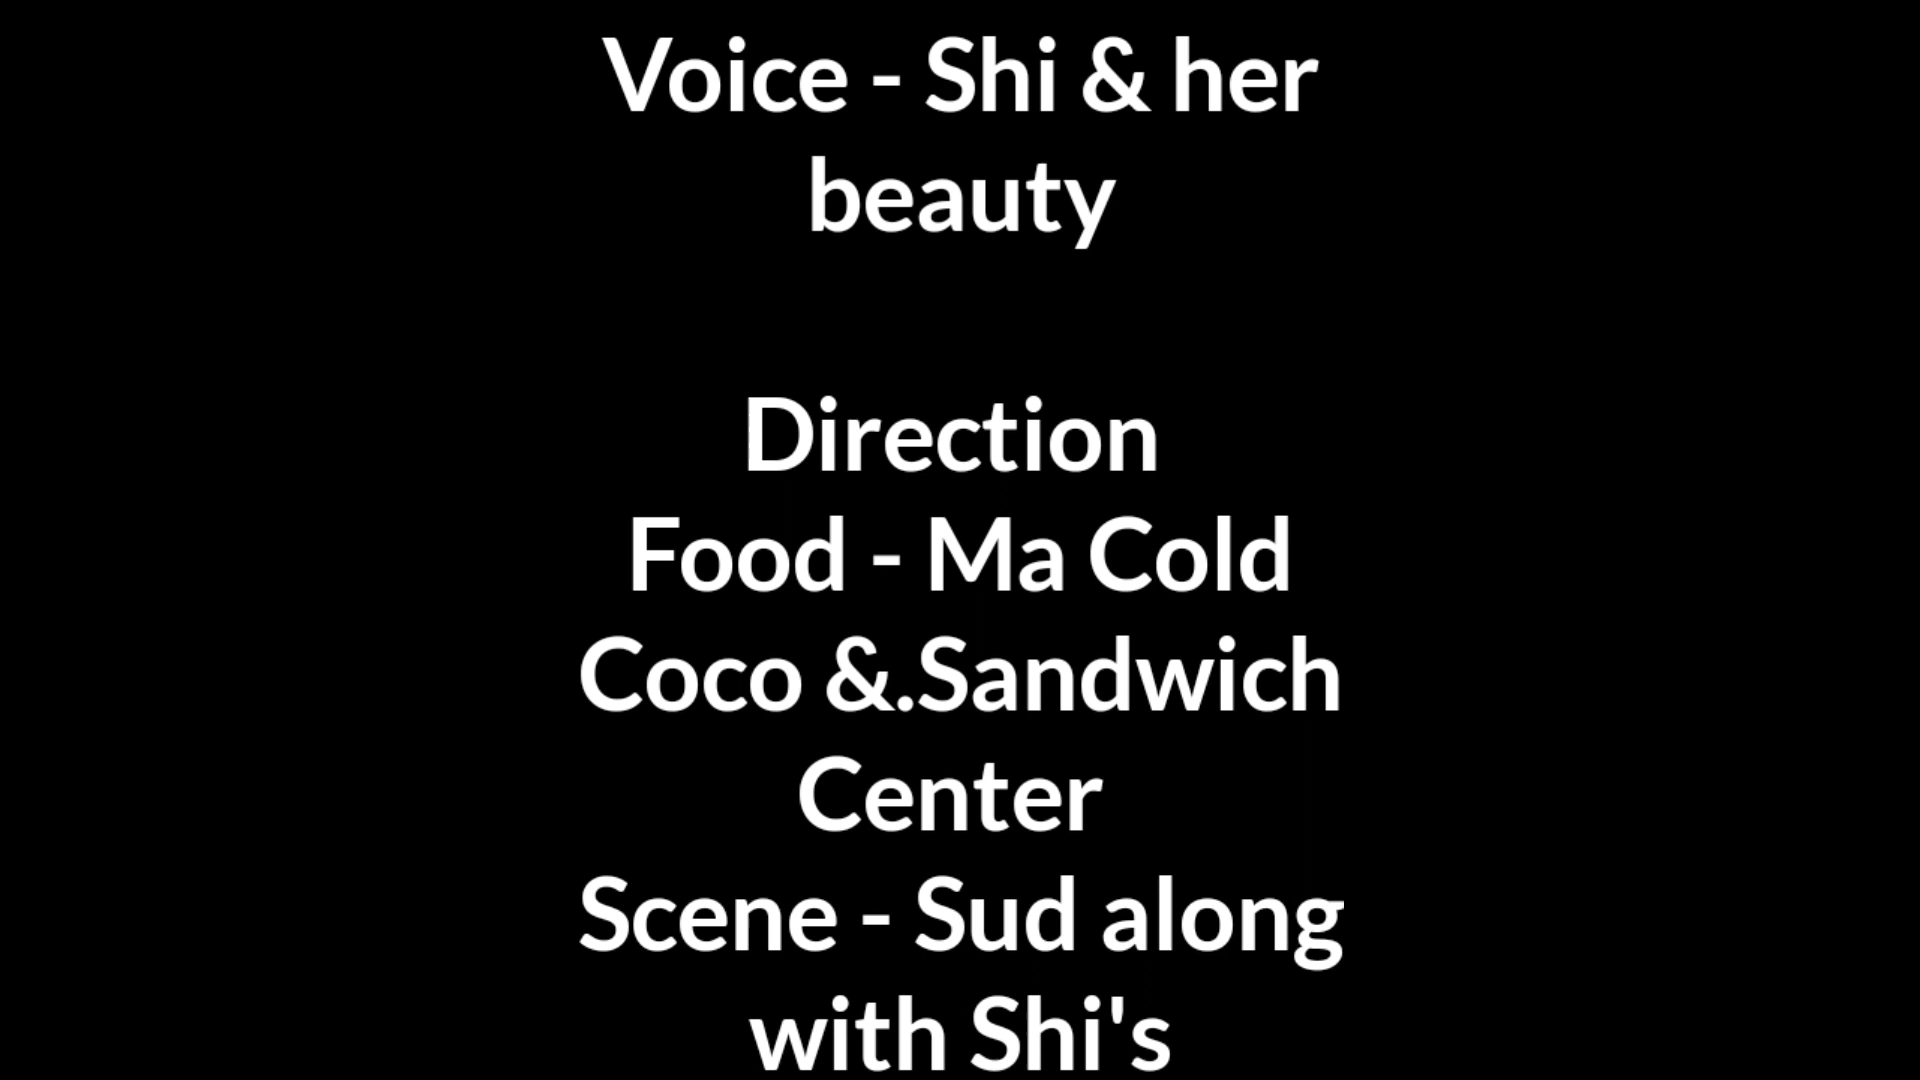 Voice - Shi & her
beauty
Direction
Food - Ma Cold
Coco &.Sandwich
Center
Scene - Sud along
with Shi's